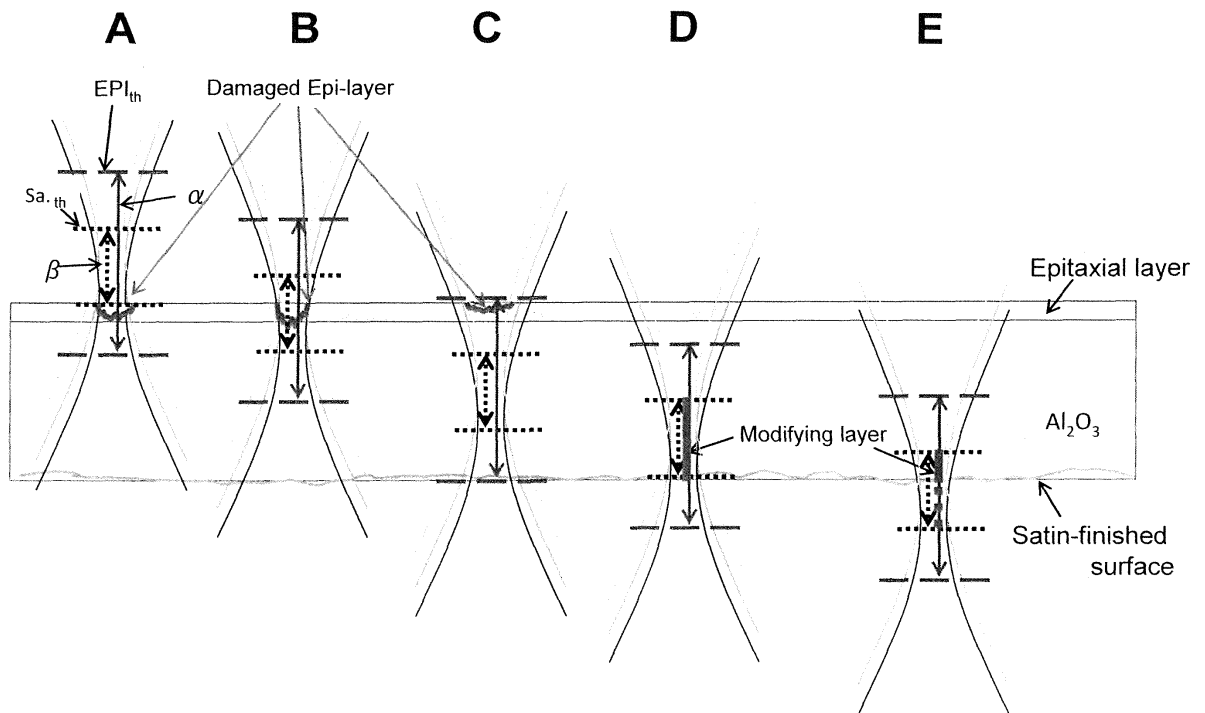 A B C D E
EPIth
Damaged Epi-layer
Sa. th
α
β
Epitaxial layer
Modifying layer
Al2O3
Satin-finished
surface